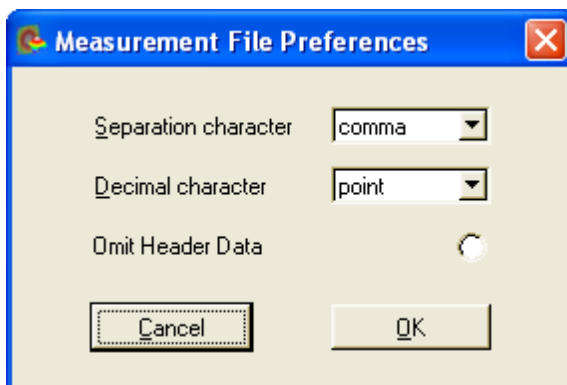 Measurement File Preferences
Separation character comma
Decimal character point
Omit Header Data
Cancel OK